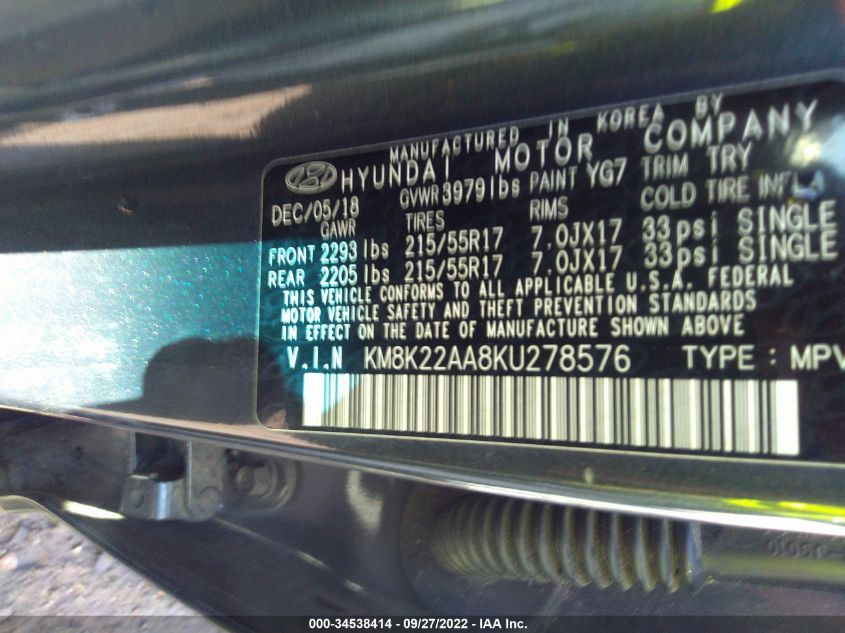 MANUFACTURED IN KOREA BY
HYUNDAI MOTOR COMPANY
DEC/05/18 GVWR 3979 lbs PAINT YG7 TRIM TRY
GAWR TIRES RIMS COLD TIRE INFLA
FRONT 2293 lbs 215/55R17 7.0JX17 33psi SINGLE
REAR 2205 lbs 215/55R17 7.0JX17 33psi SINGLE
THIS VEHICLE CONFORMS TO ALL APPLICABLE U.S.A. FEDERAL
MOTOR VEHICLE SAFETY AND THEFT PREVENTION STANDARDS
IN EFFECT ON THE DATE OF MANUFACTURE SHOWN ABOVE
V.I.N KM8K22AA8KU278576 TYPE : MPV
000-34538414 - 09/27/2022 - IAA Inc.